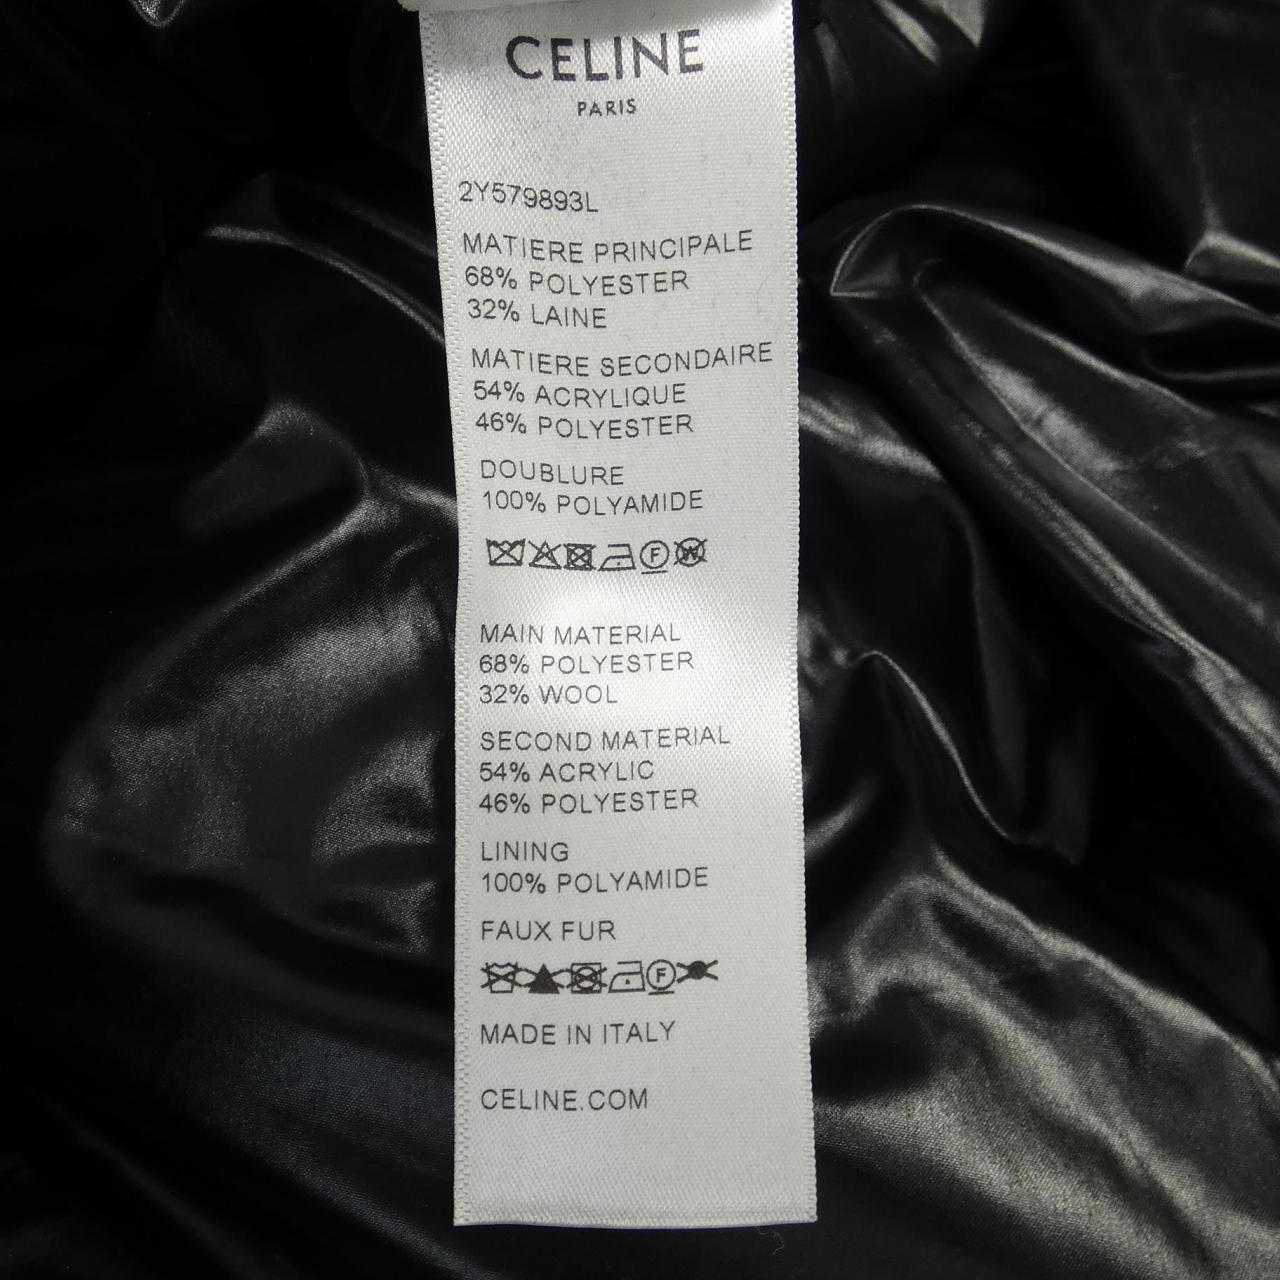 CELINE
PARIS
2Y579893L
MATIERE PRINCIPALE
68% POLYESTER
32% LAINE
MATIERE SECONDAIRE
54% ACRYLIQUE
46% POLYESTER
DOUBLURE
100% POLYAMIDE
F W
MAIN MATERIAL
68% POLYESTER
32% WOOL
SECOND MATERIAL
54% ACRYLIC
46% POLYESTER
LINING
100% POLYAMIDE
FAUX FUR
F
MADE IN ITALY
CELINE.COM